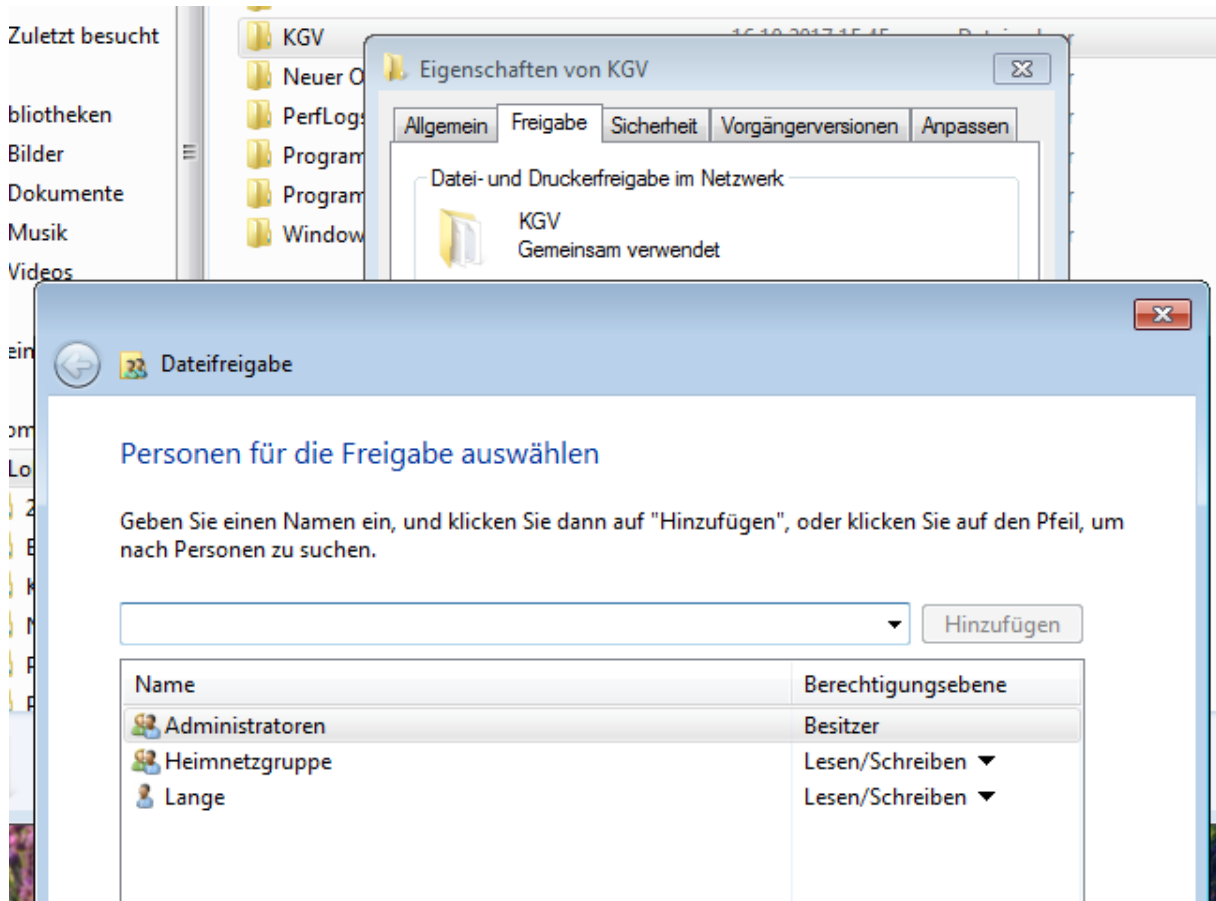 Zuletzt besucht
bliotheken
Bilder
Dokumente
Musik
Videos
KGV
Neuer O
PerfLogs
Program
Program
Window
Eigenschaften von KGV
Allgemein Freigabe Sicherheit Vorgängerversionen Anpassen
Datei- und Druckerfreigabe im Netzwerk
KGV
Gemeinsam verwendet
Dateifreigabe
Personen für die Freigabe auswählen
Geben Sie einen Namen ein, und klicken Sie dann auf "Hinzufügen", oder klicken Sie auf den Pfeil, um
nach Personen zu suchen.
Hinzufügen
Name Berechtigungsebene
Administratoren Besitzer
Heimnetzgruppe Lesen/Schreiben
Lange Lesen/Schreiben